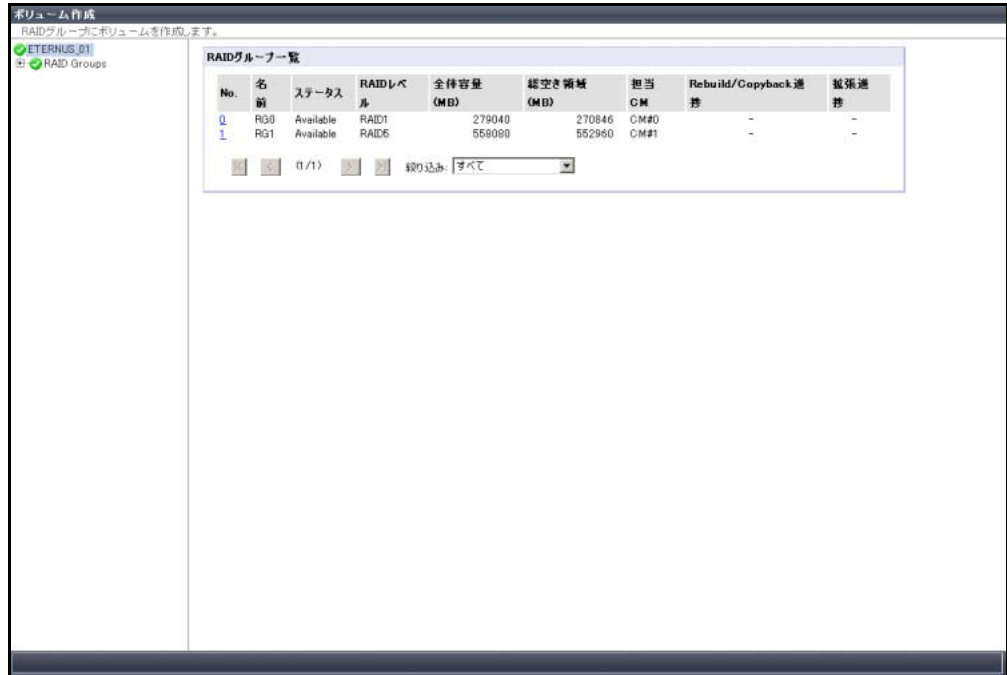 ボリューム作成
RAIDグループにボリュームを作成します。
ETERNUS_01
RAID Groups
RAIDグループ一覧
No. 名前 ステータス RAIDレベル 全体容量(MB) 総空き領域(MB) 担当CM Rebuild/Copyback進捗 拡張進捗
0 RG0 Available RAID1 279040 270846 CM#0 - -
1 RG1 Available RAID5 558080 552960 CM#1 - -
|< < (1/1) > >| 絞り込み: すべて